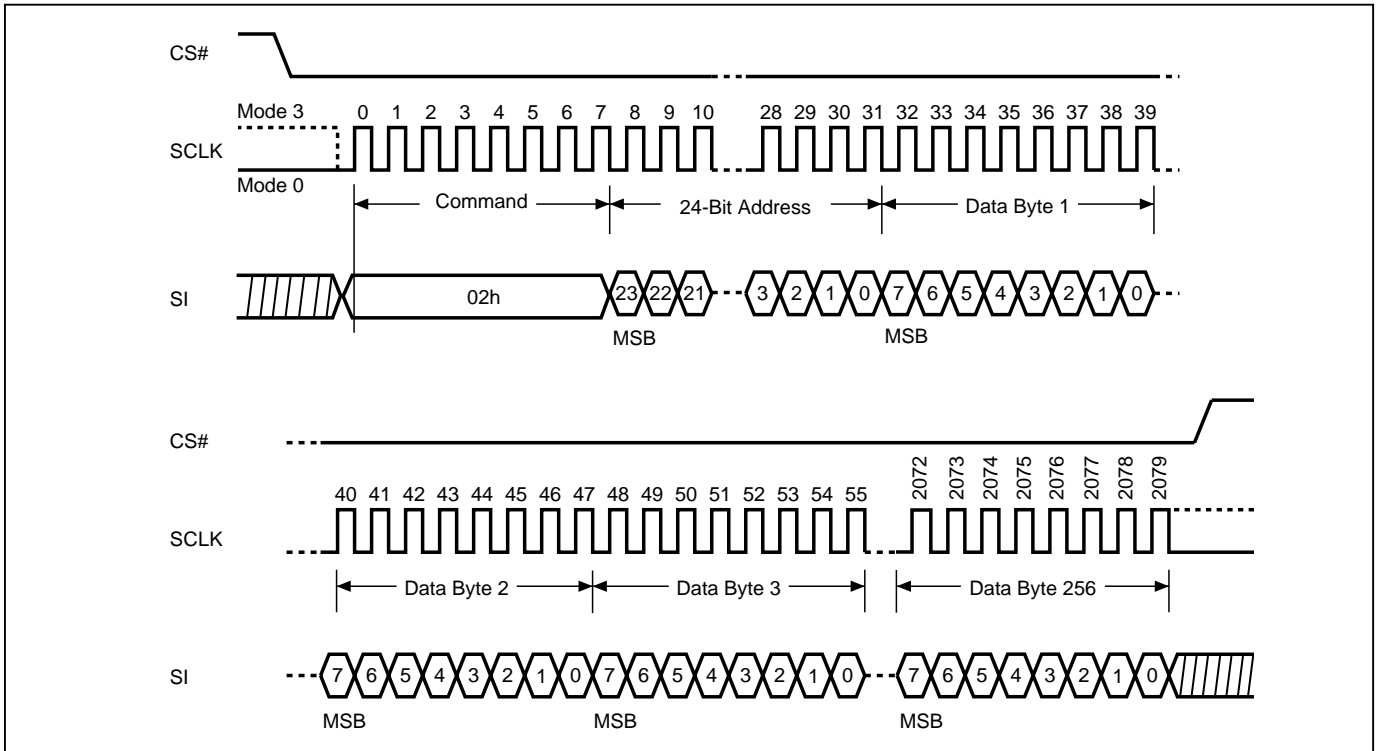 CS#
Mode 3
0 1 2 3 4 5 6 7 8 9 10 28 29 30 31 32 33 34 35 36 37 38 39
SCLK
Mode 0
Command
24-Bit Address
Data Byte 1
SI
02h
23 22 21 3 2 1 0 7 6 5 4 3 2 1 0
MSB MSB
CS#
40 41 42 43 44 45 46 47 48 49 50 51 52 53 54 55 2072 2073 2074 2075 2076 2077 2078 2079
SCLK
Data Byte 2 Data Byte 3 Data Byte 256
SI
7 6 5 4 3 2 1 0 7 6 5 4 3 2 1 0 7 6 5 4 3 2 1 0
MSB MSB MSB